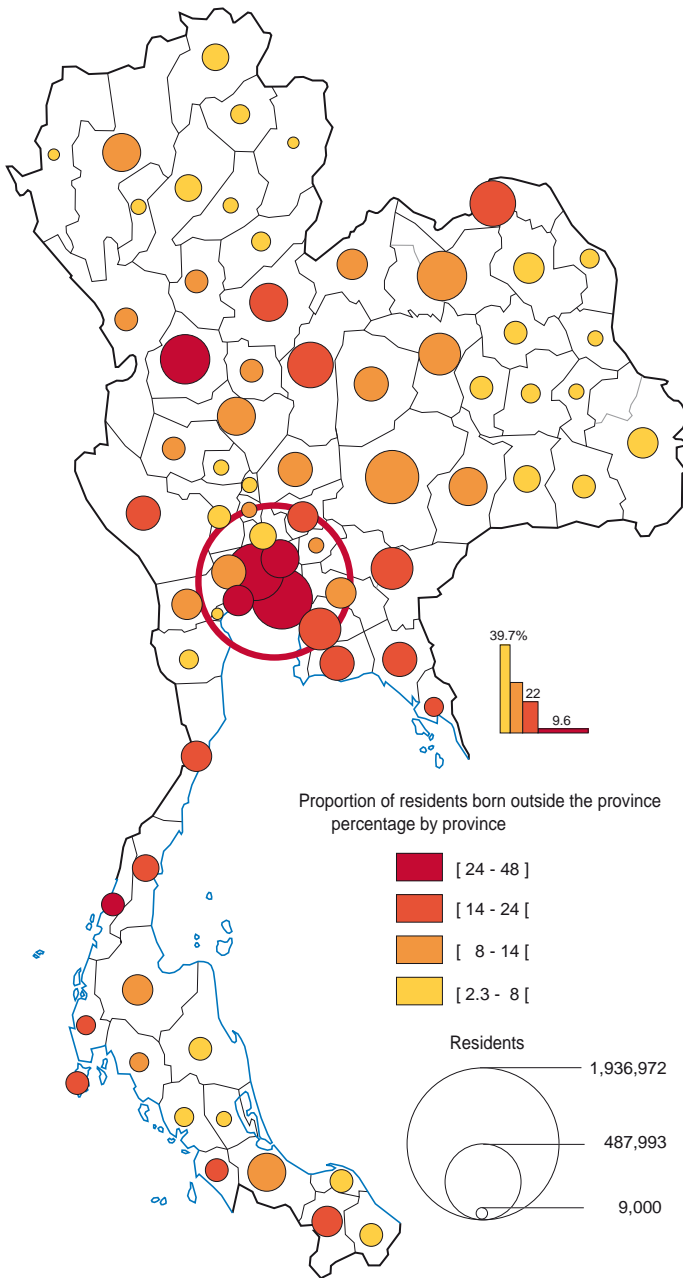 39.7%
22
9.6
Proportion of residents born outside the province
percentage by province
[ 24 - 48 ]
[ 14 - 24 [
[ 8 - 14 [
[ 2.3 - 8 [
Residents
1,936,972
487,993
9,000